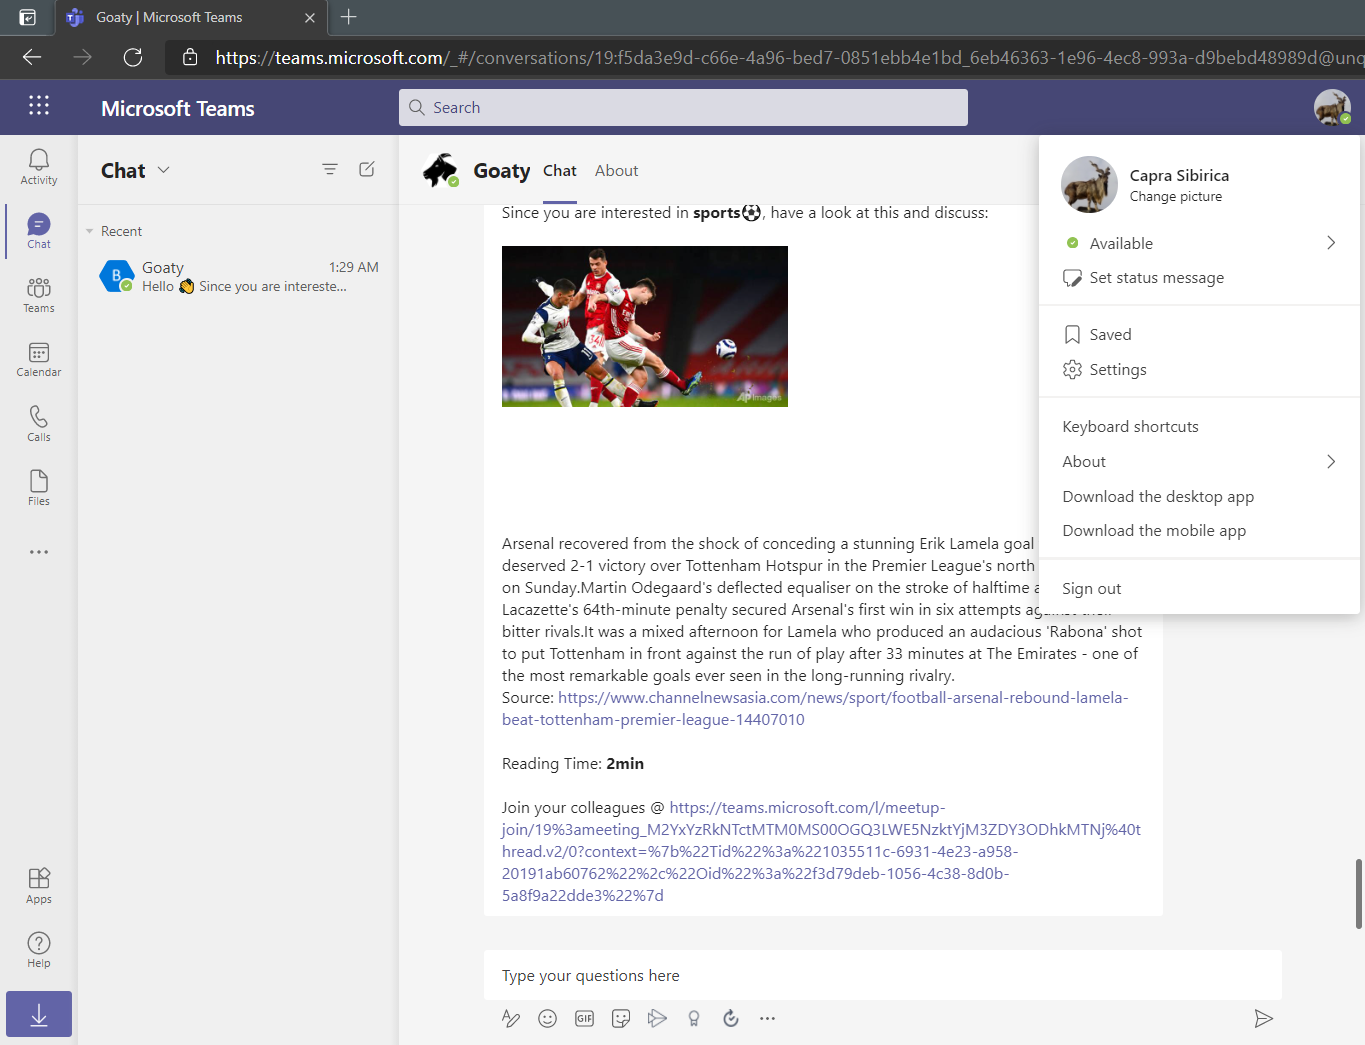 Goaty | Microsoft Teams
https://teams.microsoft.com/_#/conversations/19:f5da3e9d-c66e-4a96-bed7-0851ebb4e1bd_6eb46363-1e96-4ec8-993a-d9bebd48989d@unq
Microsoft Teams
Search
Activity
Chat
Teams
Calendar
Calls
Files
Apps
Help
Chat
Recent
B
Goaty
1:29 AM
Hello 👋 Since you are intereste...
Goaty
Chat
About
Since you are interested in sports⚽, have a look at this and discuss:
34
AIA
AP Images
Arsenal recovered from the shock of conceding a stunning Erik Lamela goal
deserved 2-1 victory over Tottenham Hotspur in the Premier League's north
on Sunday.Martin Odegaard's deflected equaliser on the stroke of halftime
Lacazette's 64th-minute penalty secured Arsenal's first win in six attempts against their
bitter rivals.It was a mixed afternoon for Lamela who produced an audacious 'Rabona' shot
to put Tottenham in front against the run of play after 33 minutes at The Emirates - one of
the most remarkable goals ever seen in the long-running rivalry.
Source: https://www.channelnewsasia.com/news/sport/football-arsenal-rebound-lamela-
beat-tottenham-premier-league-14407010
Reading Time: 2min
Join your colleagues @ https://teams.microsoft.com/l/meetup-
join/19%3ameeting_M2YxYzRkNTctMTM0MS00OGQ3LWE5NzktYjM3ZDY3ODhkMTNj%40t
hread.v2/0?context=%7b%22Tid%22%3a%221035511c-6931-4e23-a958-
20191ab60762%22%2c%22Oid%22%3a%22f3d79deb-1056-4c38-8d0b-
5a8f9a22dde3%22%7d
Type your questions here
GIF
Capra Sibirica
Change picture
Available
Set status message
Saved
Settings
Keyboard shortcuts
About
Download the desktop app
Download the mobile app
Sign out